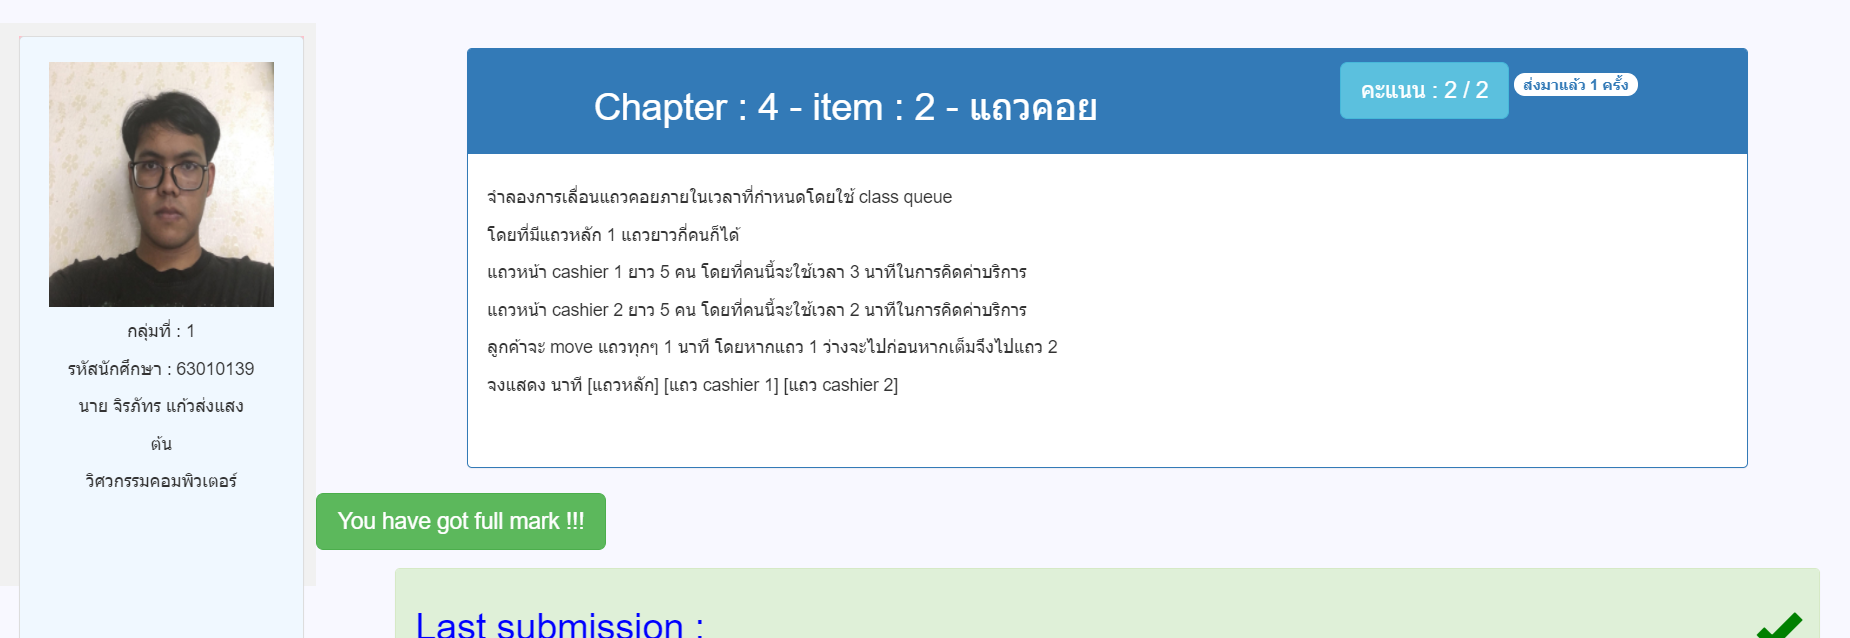 กลุ่มที่ : 1
รหัสนักศึกษา : 63010139
นาย จิรภัทร แก้วส่งแสง
ต้น
วิศวกรรมคอมพิวเตอร์
Chapter : 4 - item : 2 - แถวคอย
คะแนน : 2 / 2
ส่งมาแล้ว 1 ครั้ง
จำลองการเลื่อนแถวคอยภายในเวลาที่กำหนดโดยใช้ class queue
โดยที่มีแถวหลัก 1 แถวยาวกี่คนก็ได้
แถวหน้า cashier 1 ยาว 5 คน โดยที่คนนี้จะใช้เวลา 3 นาทีในการคิดค่าบริการ
แถวหน้า cashier 2 ยาว 5 คน โดยที่คนนี้จะใช้เวลา 2 นาทีในการคิดค่าบริการ
ลูกค้าจะ move แถวทุกๆ 1 นาที โดยหากแถว 1 ว่างจะไปก่อนหากเต็มจึงไปแถว 2
จงแสดง นาที [แถวหลัก] [แถว cashier 1] [แถว cashier 2]
You have got full mark !!!
Last submission :